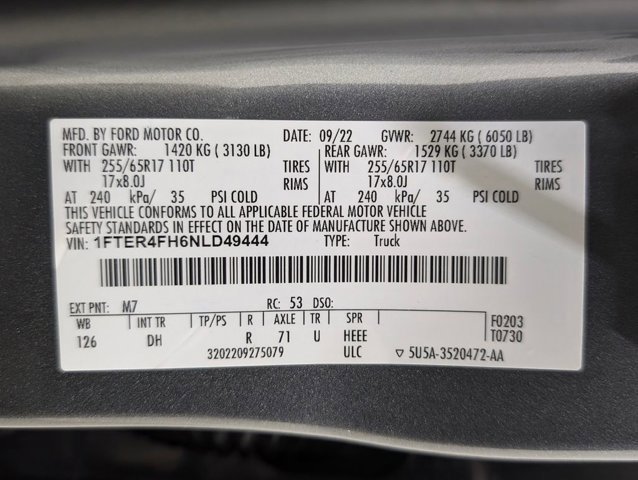 MFD. BY FORD MOTOR CO. DATE: 09/22 GVWR: 2744 KG ( 6050 LB)
FRONT GAWR: 1420 KG ( 3130 LB) REAR GAWR: 1529 KG ( 3370 LB)
WITH 255/65R17 110T TIRES WITH 255/65R17 110T TIRES
17x8.0J RIMS 17x8.0J RIMS
AT 240 kPa/ 35 PSI COLD AT 240 kPa/ 35 PSI COLD
THIS VEHICLE CONFORMS TO ALL APPLICABLE FEDERAL MOTOR VEHICLE
SAFETY STANDARDS IN EFFECT ON THE DATE OF MANUFACTURE SHOWN ABOVE.
VIN: 1FTER4FH6NLD49444 TYPE: Truck
EXT PNT: M7 RC: 53 DSO:
WB INT TR TP/PS R AXLE TR SPR F0203
126 DH R 71 U HEEE T0730
3202209275079 ULC ▽ 5U5A-3520472-AA